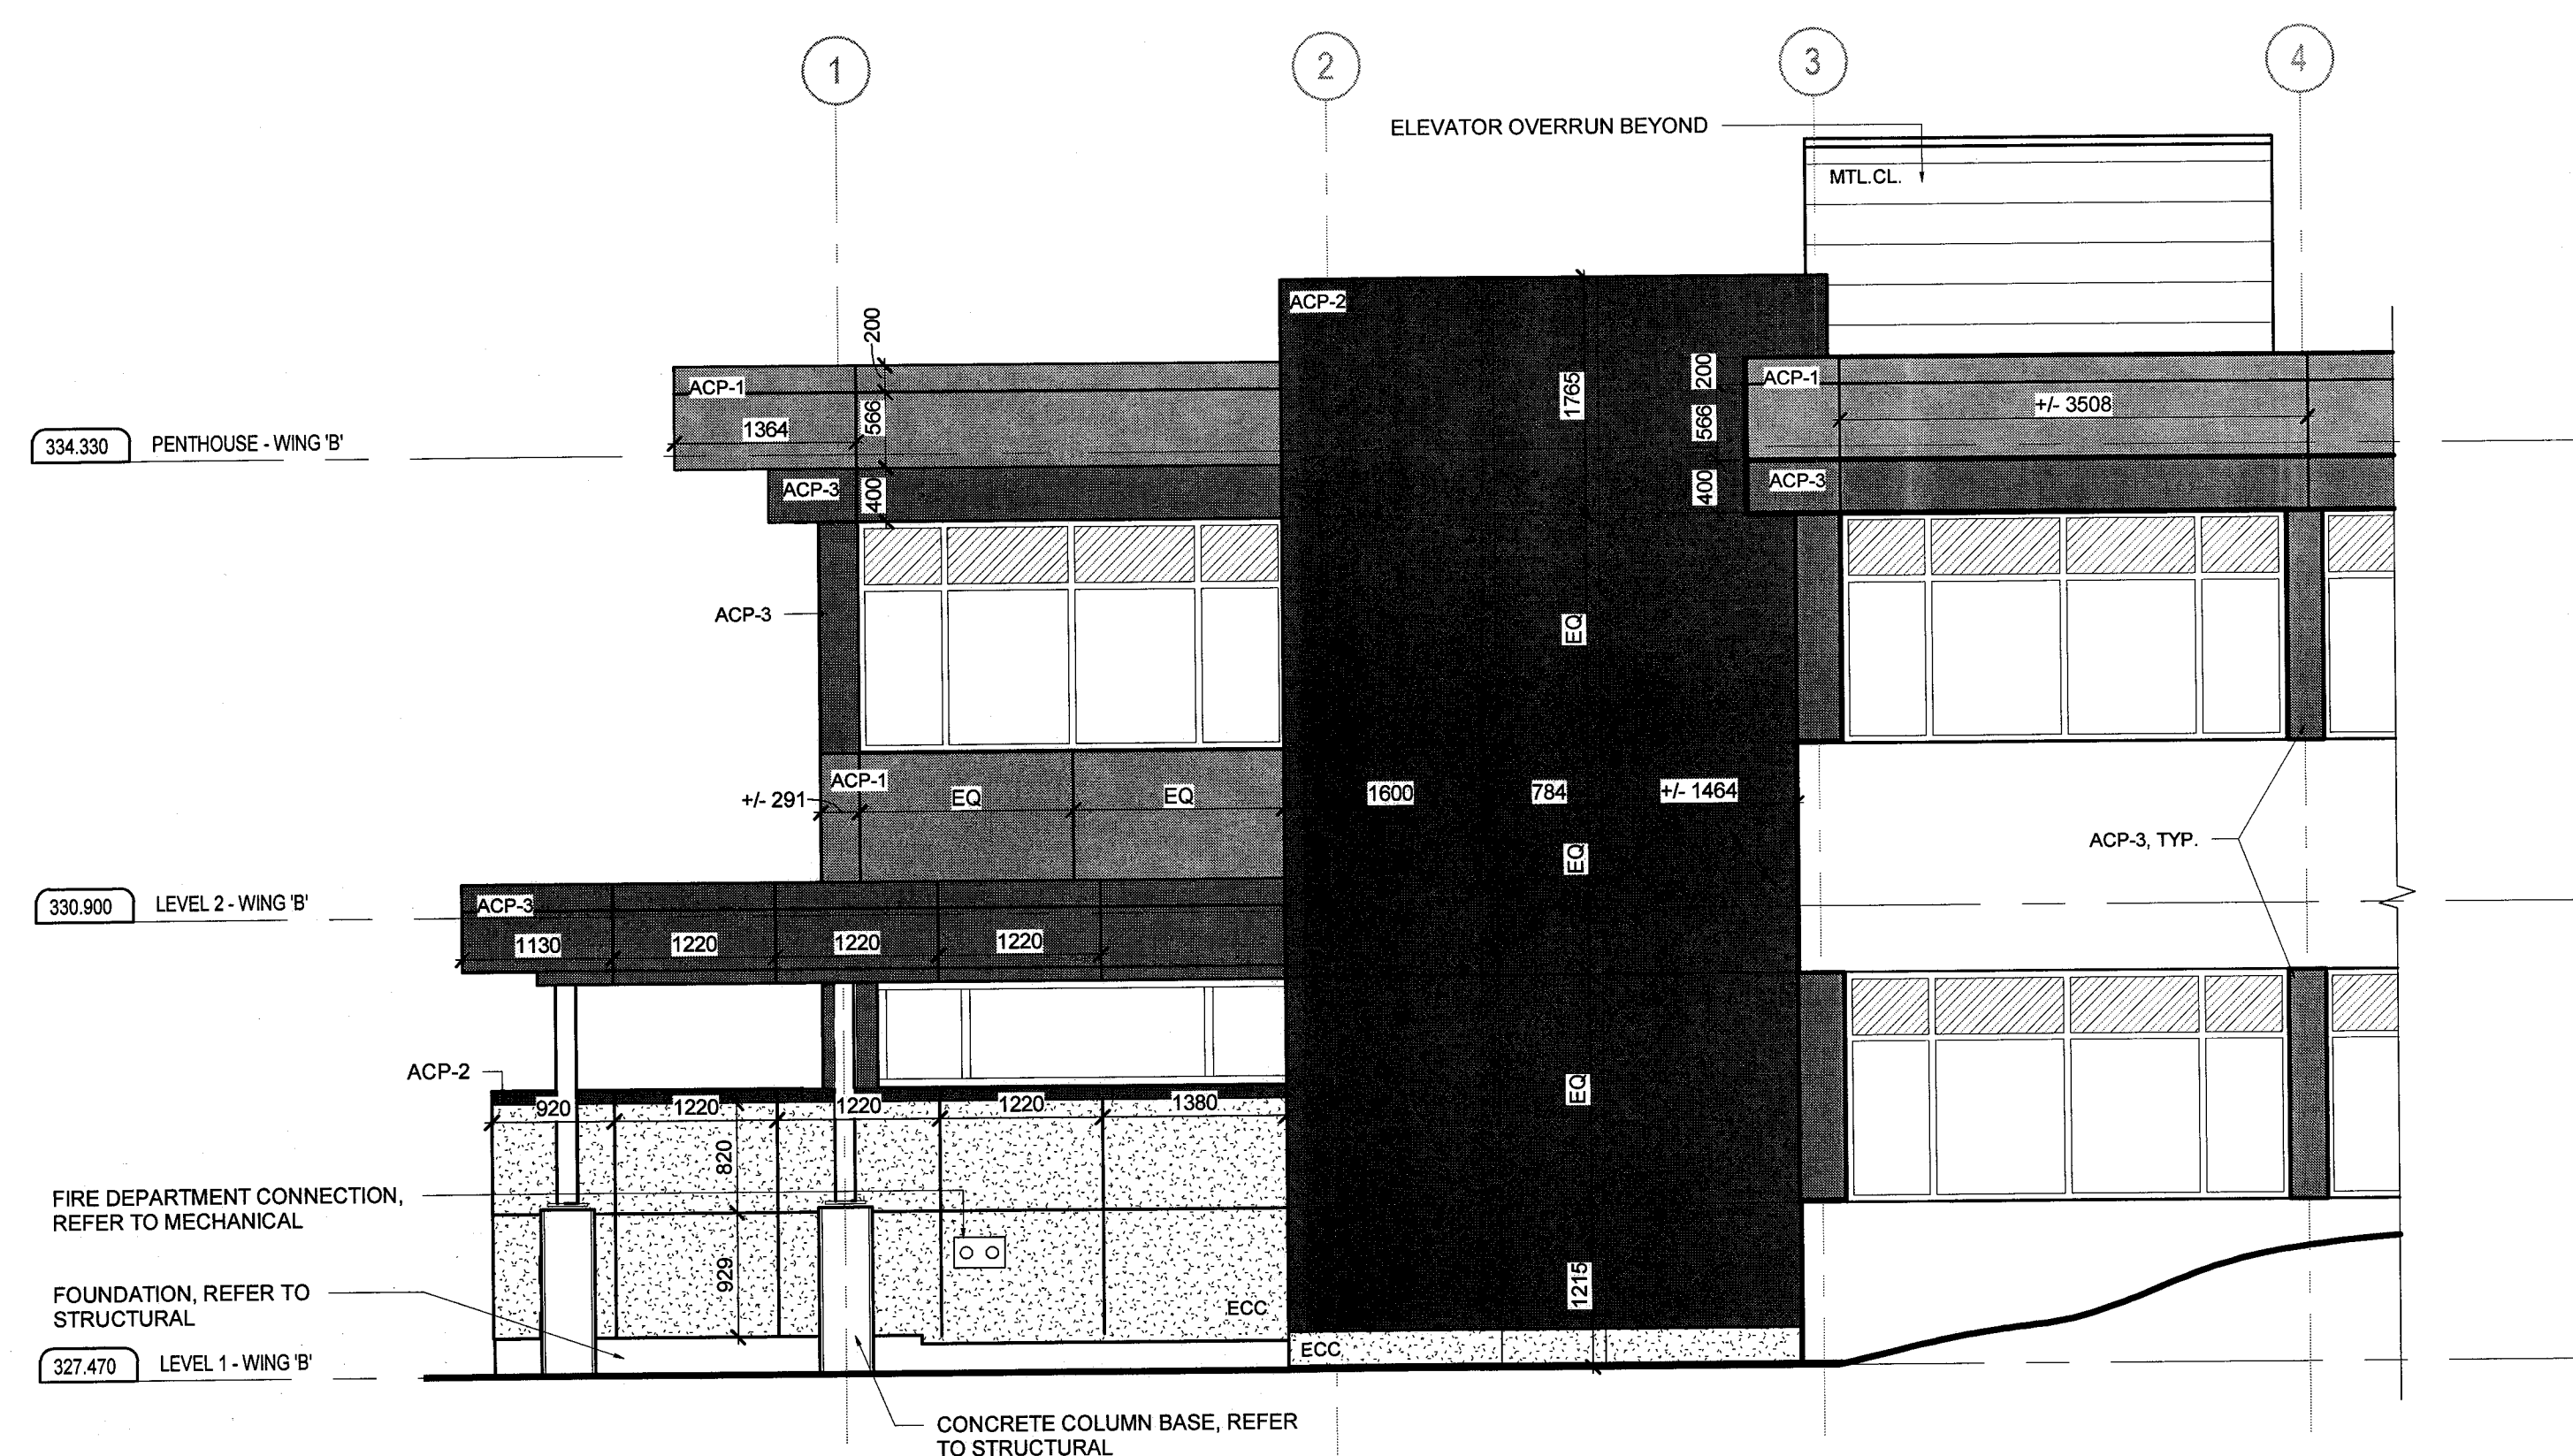 1
2
3
4
ELEVATOR OVERRUN BEYOND
MTL.CL.
ACP-2
200
ACP-1
1364
566
1765
200
566
400
ACP-1
+/- 3508
334.330
PENTHOUSE - WING 'B'
ACP-3
400
ACP-3
ACP-3
EQ
ACP-1
+/- 291
EQ
EQ
1600
784
+/- 1464
EQ
ACP-3, TYP.
330.900
LEVEL 2 - WING 'B'
ACP-3
1130
1220
1220
1220
ACP-2
920
1220
1220
1220
1380
EQ
820
FIRE DEPARTMENT CONNECTION,
REFER TO MECHANICAL
929
FOUNDATION, REFER TO
STRUCTURAL
ECC
1215
ECC
327.470
LEVEL 1 - WING 'B'
CONCRETE COLUMN BASE, REFER
TO STRUCTURAL